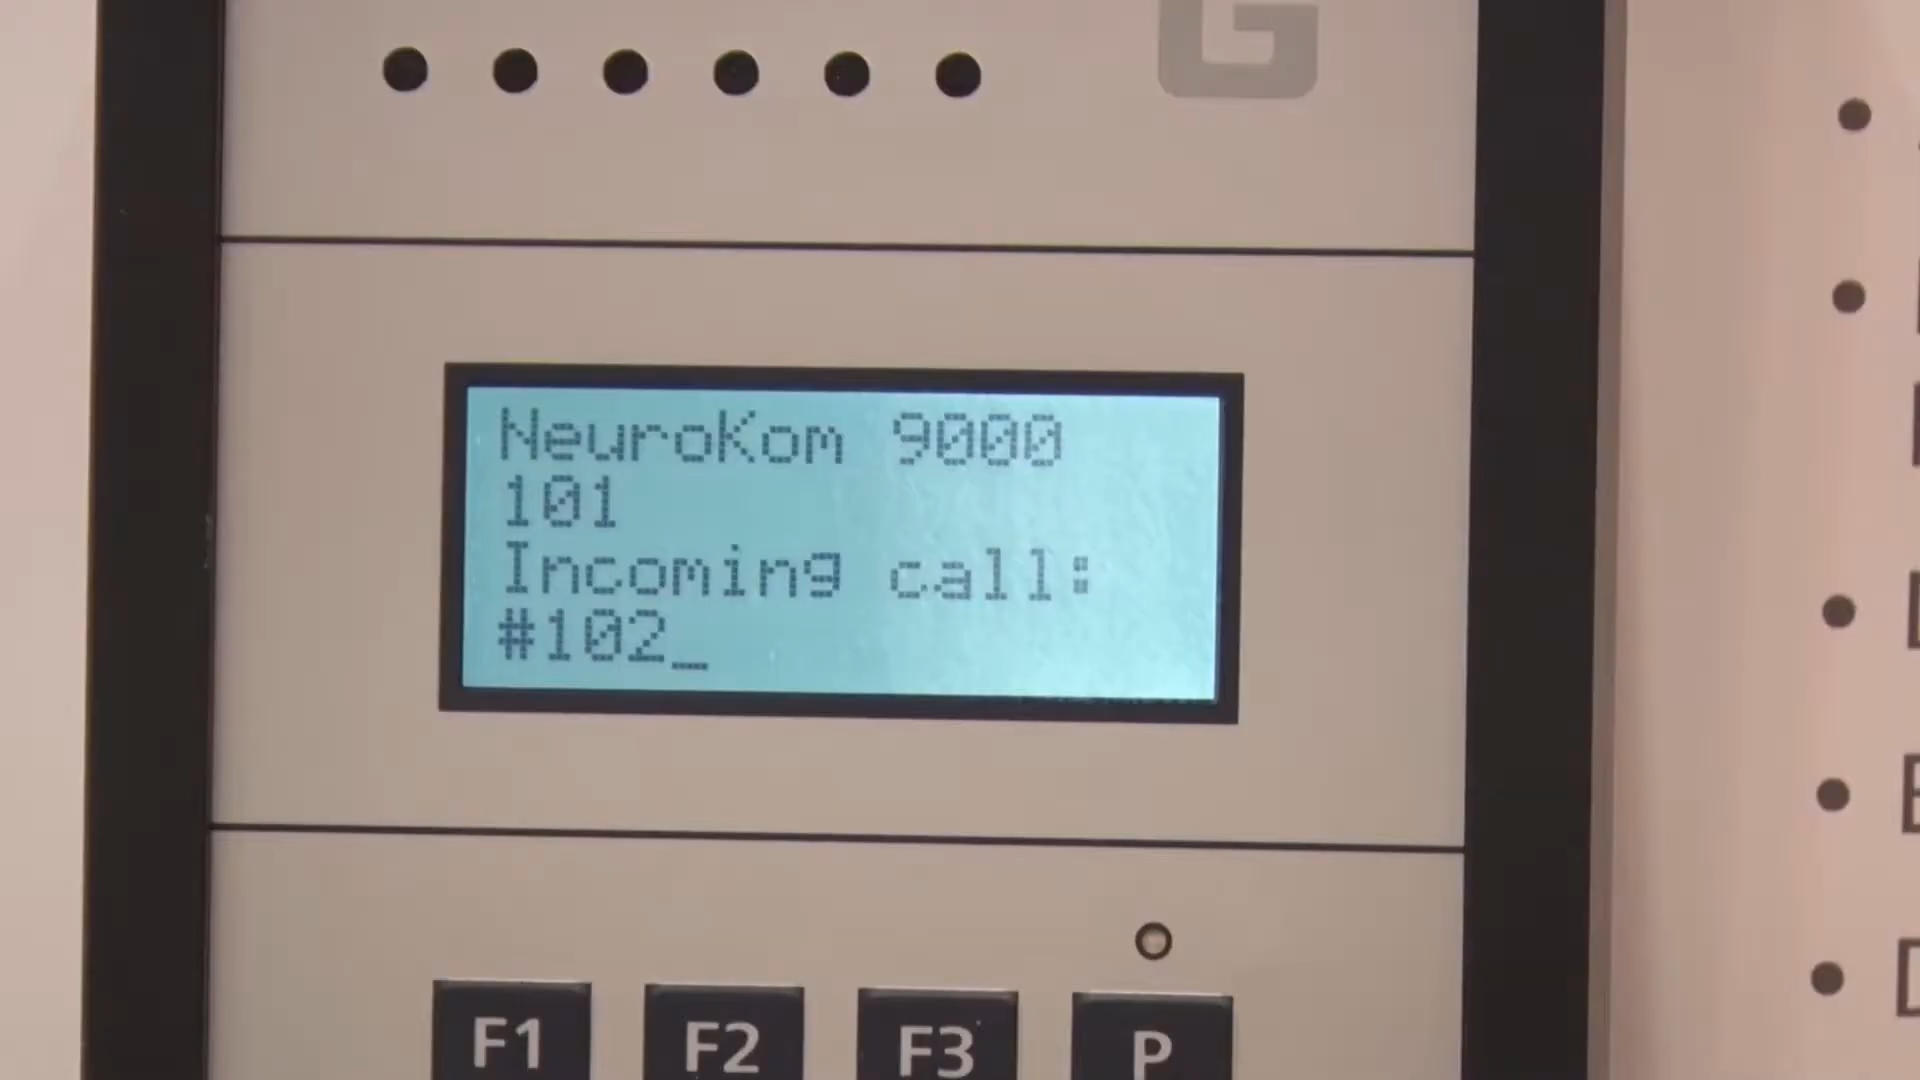 G
NeuroKom 9000
101
Incoming call:
#102_
F1 F2 F3 P